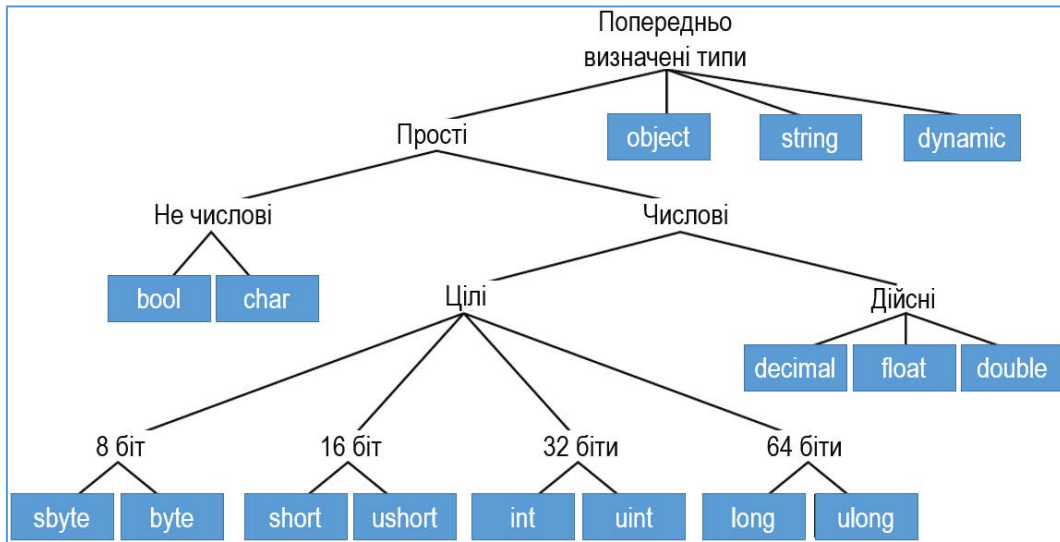 Попередньо
визначені типи
Прості
object
string
dynamic
Не числові
Числові
bool
char
Цілі
Дійсні
decimal
float
double
8 біт
16 біт
32 біти
64 біти
sbyte
byte
short
ushort
int
uint
long
ulong